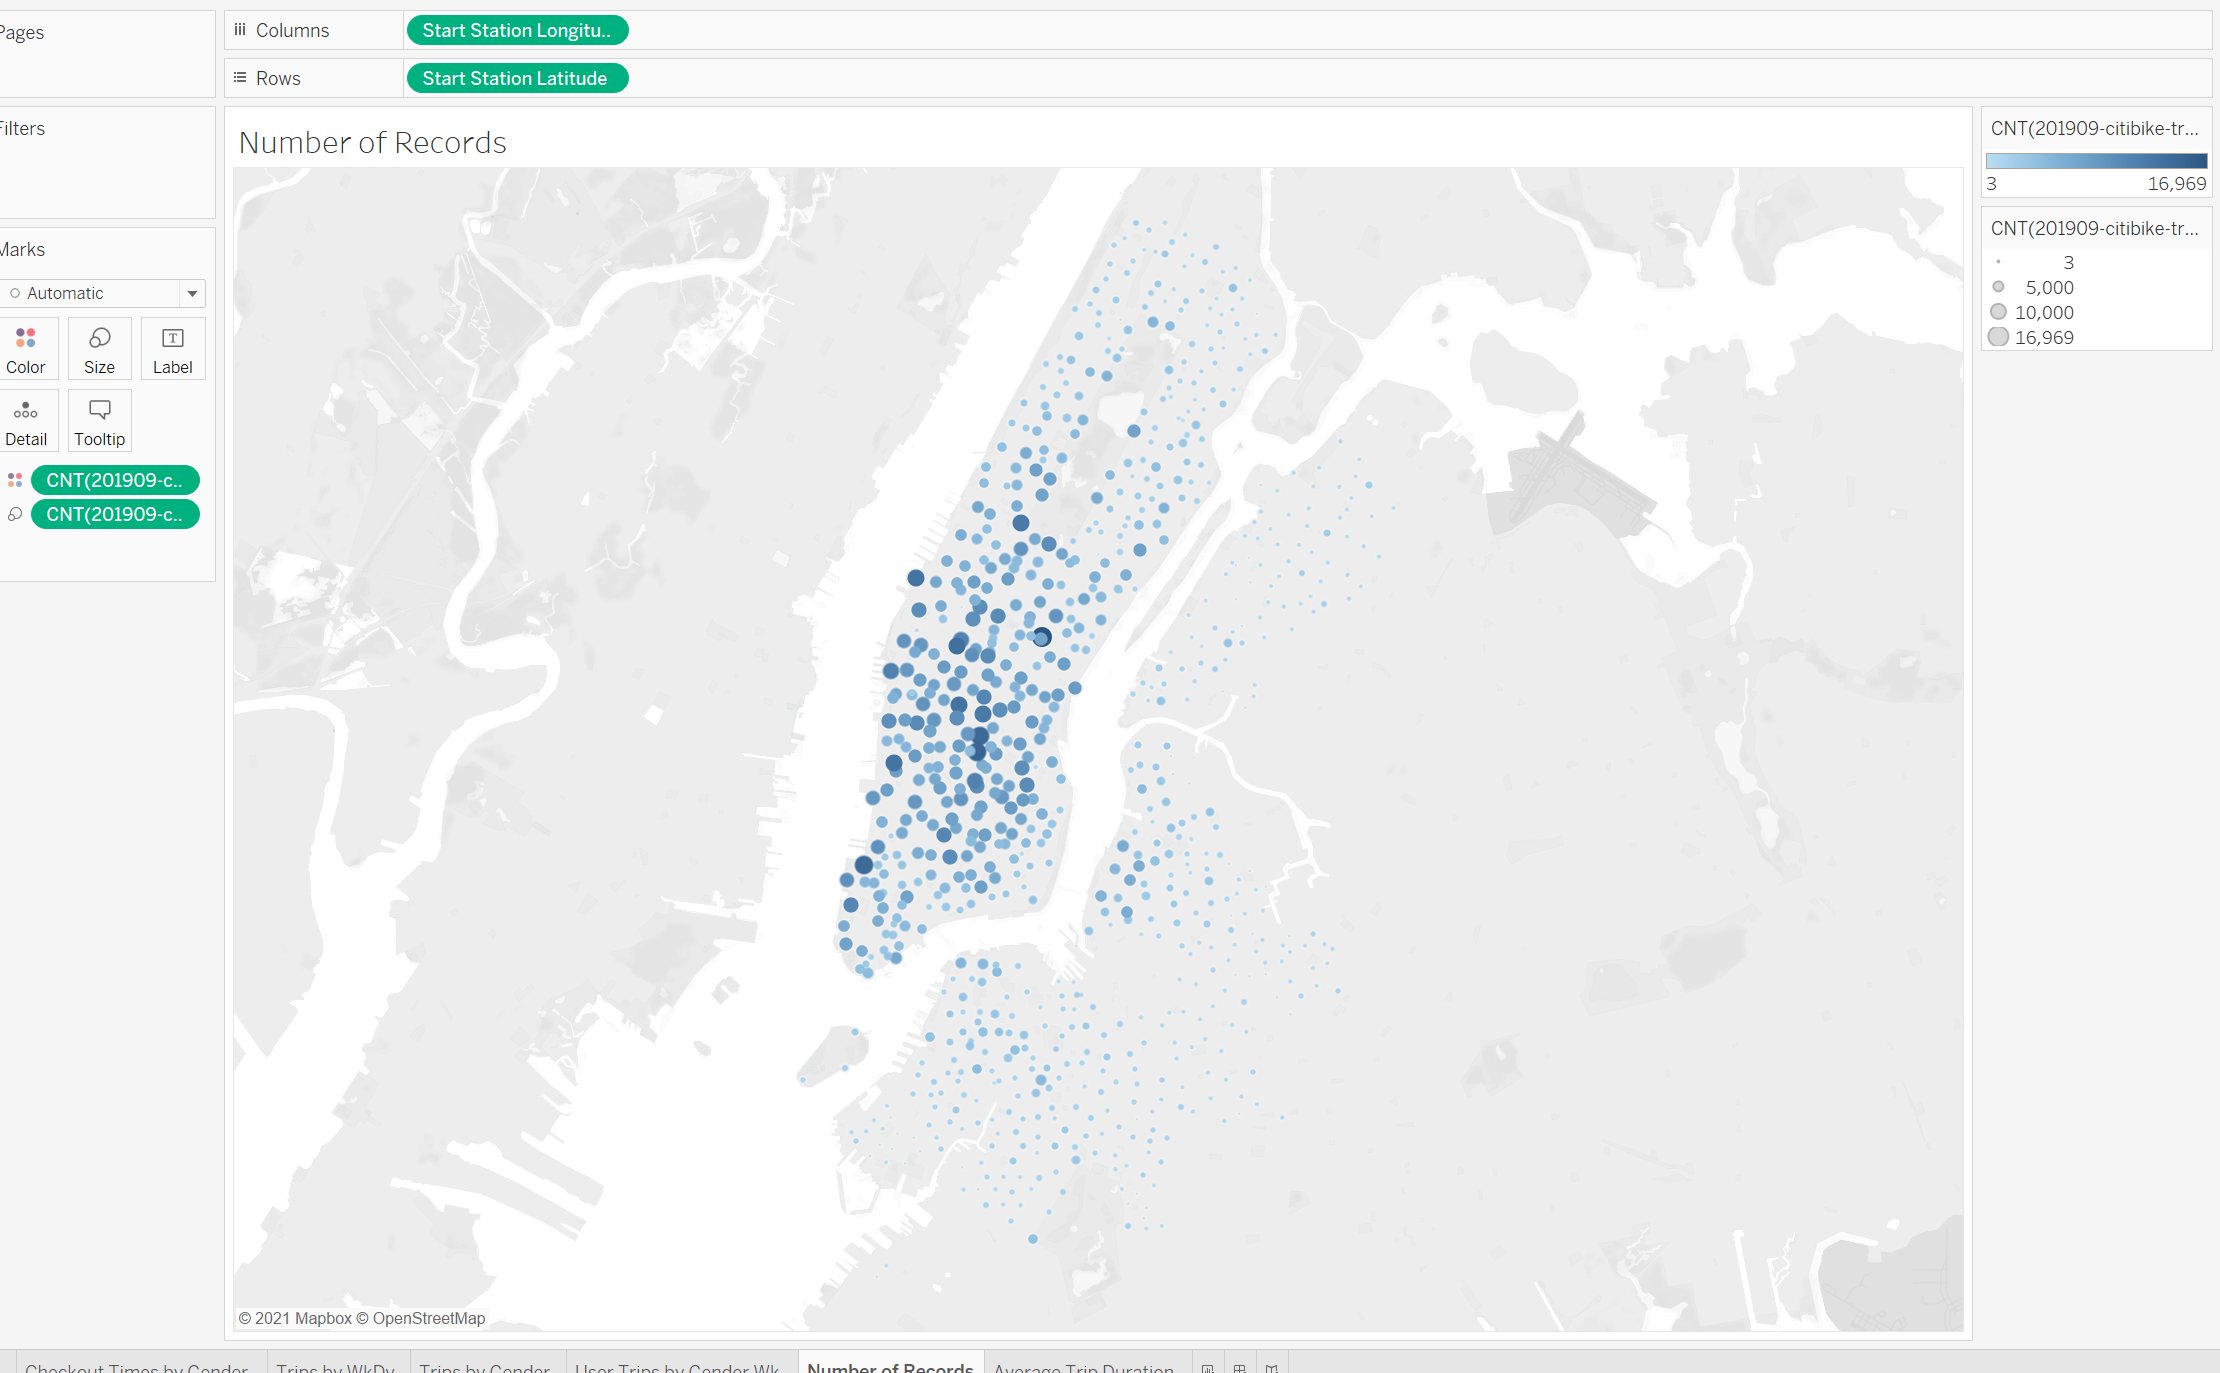 Pages
Columns
Start Station Longitu..
Rows
Start Station Latitude
Filters
Marks
Automatic
Color
Size
Label
Detail
Tooltip
CNT(201909-c..
CNT(201909-c..
Number of Records
© 2021 Mapbox © OpenStreetMap
CNT(201909-citibike-tr...
3 16,969
CNT(201909-citibike-tr...
3
5,000
10,000
16,969
Checkout Times by Gender
Trips by WkDy
Trips by Gender
User Trips by Gender Wk
Number of Records
Average Trip Duration